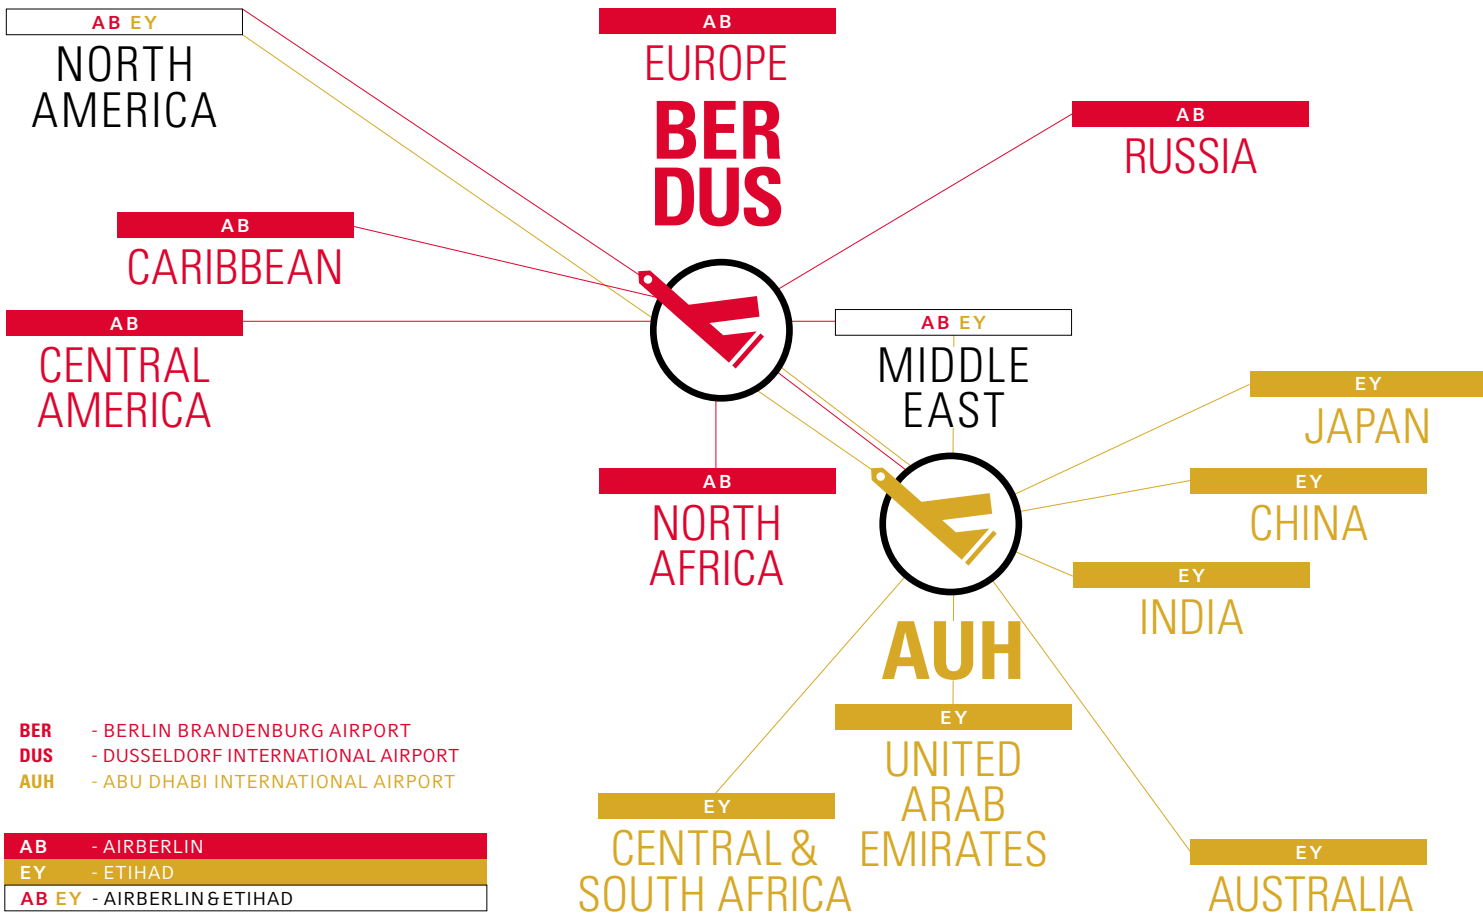 AB EY
NORTH
AMERICA
AB
EUROPE
BER
DUS
AB
RUSSIA
AB
CARIBBEAN
AB
CENTRAL
AMERICA
AB EY
MIDDLE
EAST
EY
JAPAN
AB
NORTH
AFRICA
EY
CHINA
EY
INDIA
AUH
EY
UNITED
ARAB
EMIRATES
EY
CENTRAL &
SOUTH AFRICA
EY
AUSTRALIA
BER - BERLIN BRANDENBURG AIRPORT
DUS - DUSSELDORF INTERNATIONAL AIRPORT
AUH - ABU DHABI INTERNATIONAL AIRPORT
AB - AIRBERLIN
EY - ETIHAD
AB EY - AIRBERLIN & ETIHAD